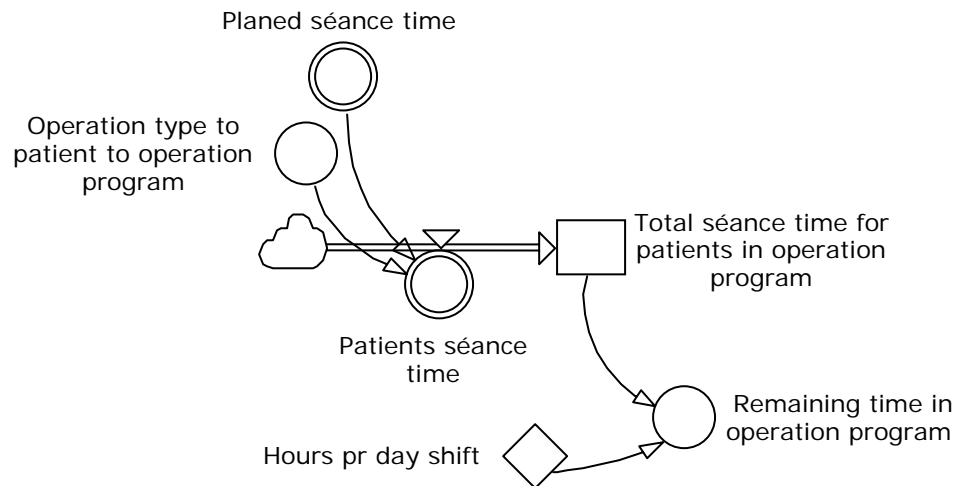 Planed séance time
Operation type to
patient to operation
program
Total séance time for
patients in operation
program
Patients séance
time
Remaining time in
operation program
Hours pr day shift